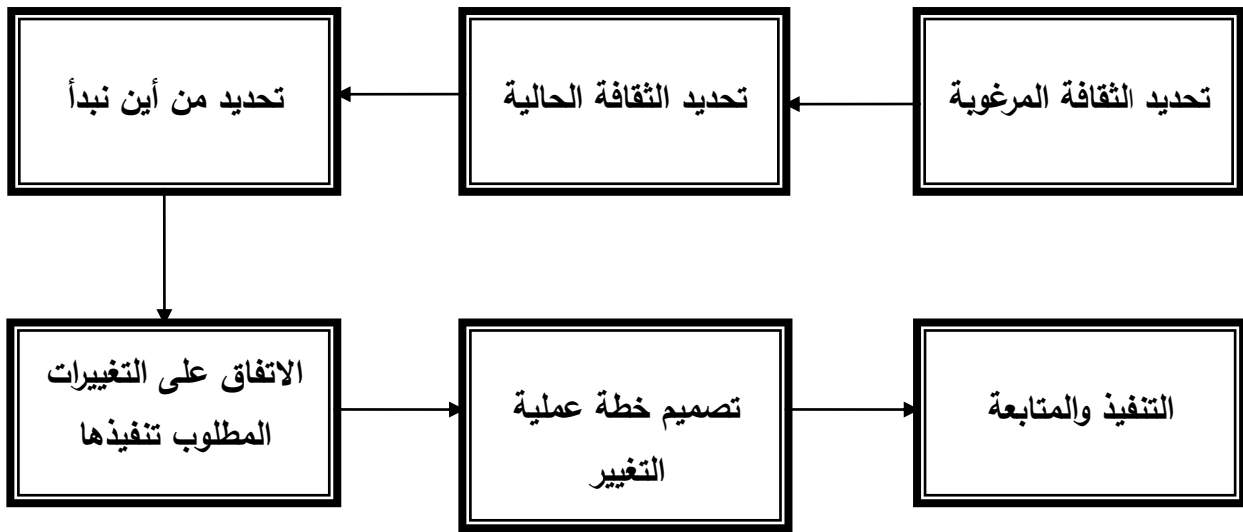 تحديد الثقافة المرغوبة
تحديد الثقافة الحالية
تحديد من أين نبدأ
الاتفاق على التغييرات
المطلوب تنفيذها
تصميم خطة عملية
التغيير
التنفيذ والمتابعة